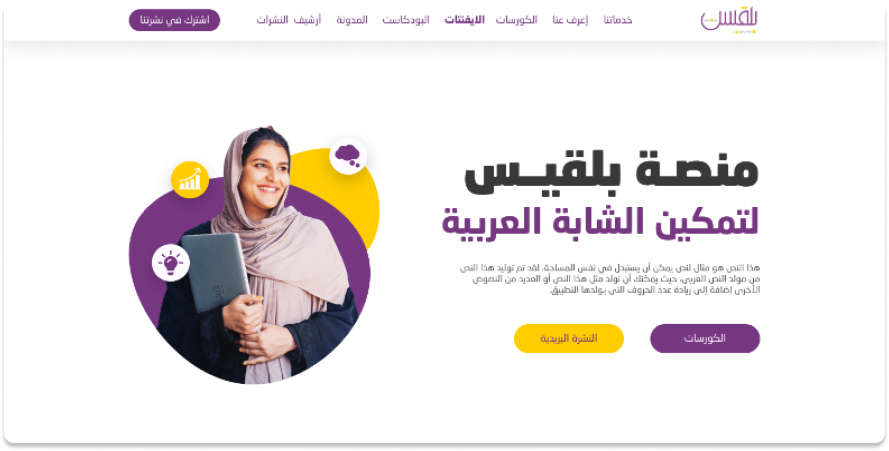 بلقيس
خدماتنا إعرف عنا الكورسات الايفنتات البودكاست المدونة أرشيف النشرات اشترك في نشرتنا
منصة بلقيس
لتمكين الشابة العربية
هذا النص هو مثال لنص يمكن أن يستبدل في نفس المساحة، لقد تم توليد هذا النص
من مولد النص العربى، حيث يمكنك أن تولد مثل هذا النص أو العديد من النصوص
الأخرى إضافة إلى زيادة عدد الحروف التى يولدها التطبيق.
الكورسات النشرة البريدية